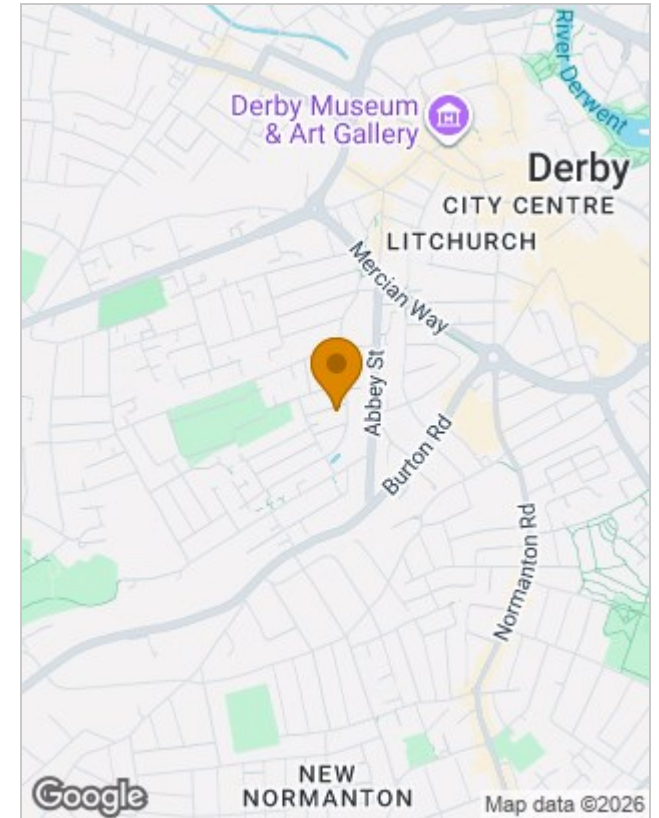 River Derwent
Derby Museum
& Art Gallery
Derby
CITY CENTRE
LITCHURCH
Mercian Way
Abbey St
Burton Rd
Normanton Rd
NEW
NORMANTON
Google
Map data ©2026